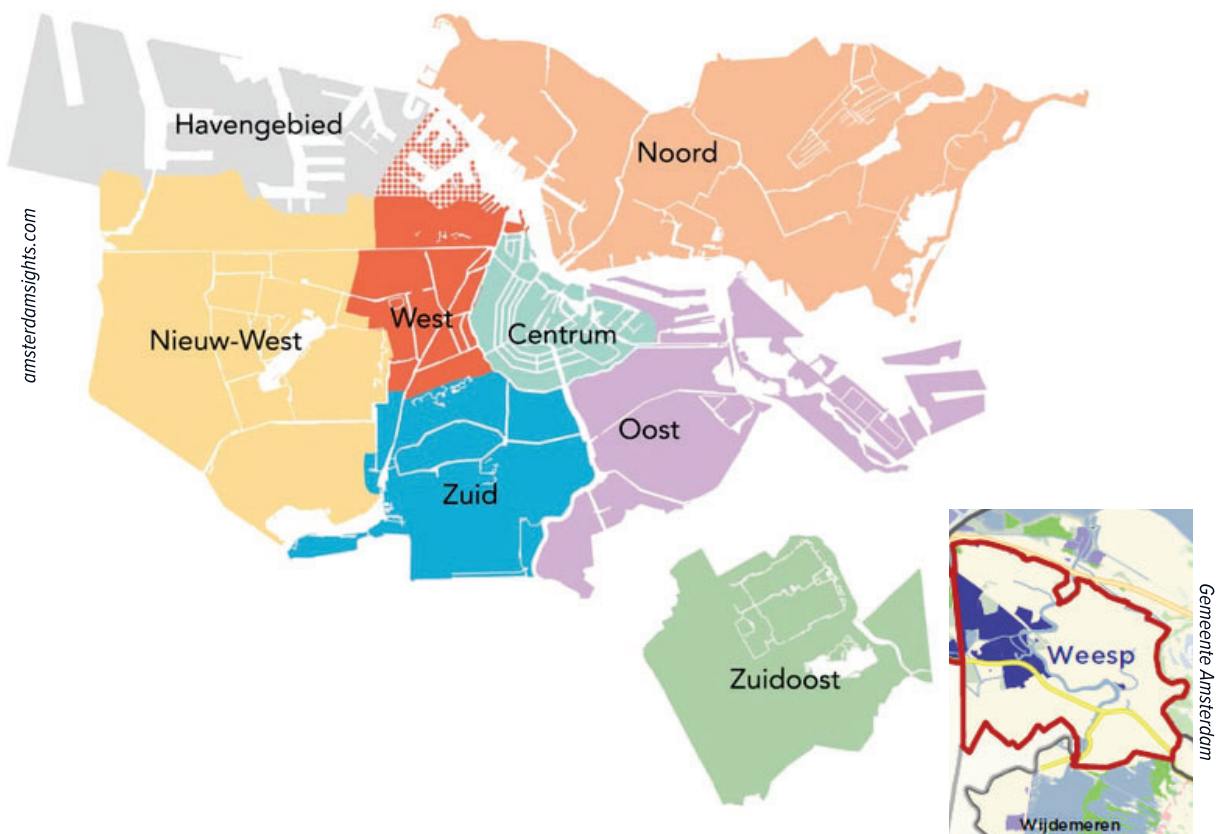 Havengebied
Noord
amsterdamsights.com
West
Centrum
Nieuw-West
Oost
Zuid
Zuidoost
Weesp
Gemeente Amsterdam
Wijdemeren